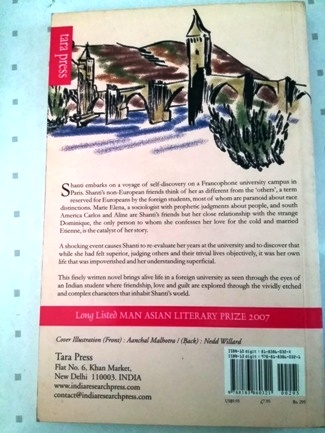 tara press
Shanti embarks on a voyage of self-discovery on a Francophone university campus in
Paris. Shanti's non-European friends think of her as different from the 'others', a term
reserved for Europeans by the foreign students, most of whom are paranoid about race
distinctions. Marie Elena, a sociologist with prophetic judgments about people, and south
America Carlos and Aline are Shanti's friends but her close relationship with the strange
Dominique, the only person to whom she confesses her love for the cold and married
Etienne, is the catalyst of her story.
A shocking event causes Shanti to re-evaluate her years at the university and to discover that
while she had felt superior, judging others and their trivial lives objectively, it was her own
life that was impoverished and her understanding superficial.
This finely written novel brings alive life in a foreign university as seen through the eyes of
an Indian student where friendship, love and guilt are explored through the vividly etched
and complex characters that inhabit Shanti's world.
Long Listed MAN ASIAN LITERARY PRIZE 2007
Cover Illustration (Front) : Aanchal Malhotra / (Back) : Nedd Willard
Tara Press
Flat No. 6, Khan Market,
New Delhi 110003. INDIA
www.indiaresearchpress.com
contact@indiaresearchpress.com